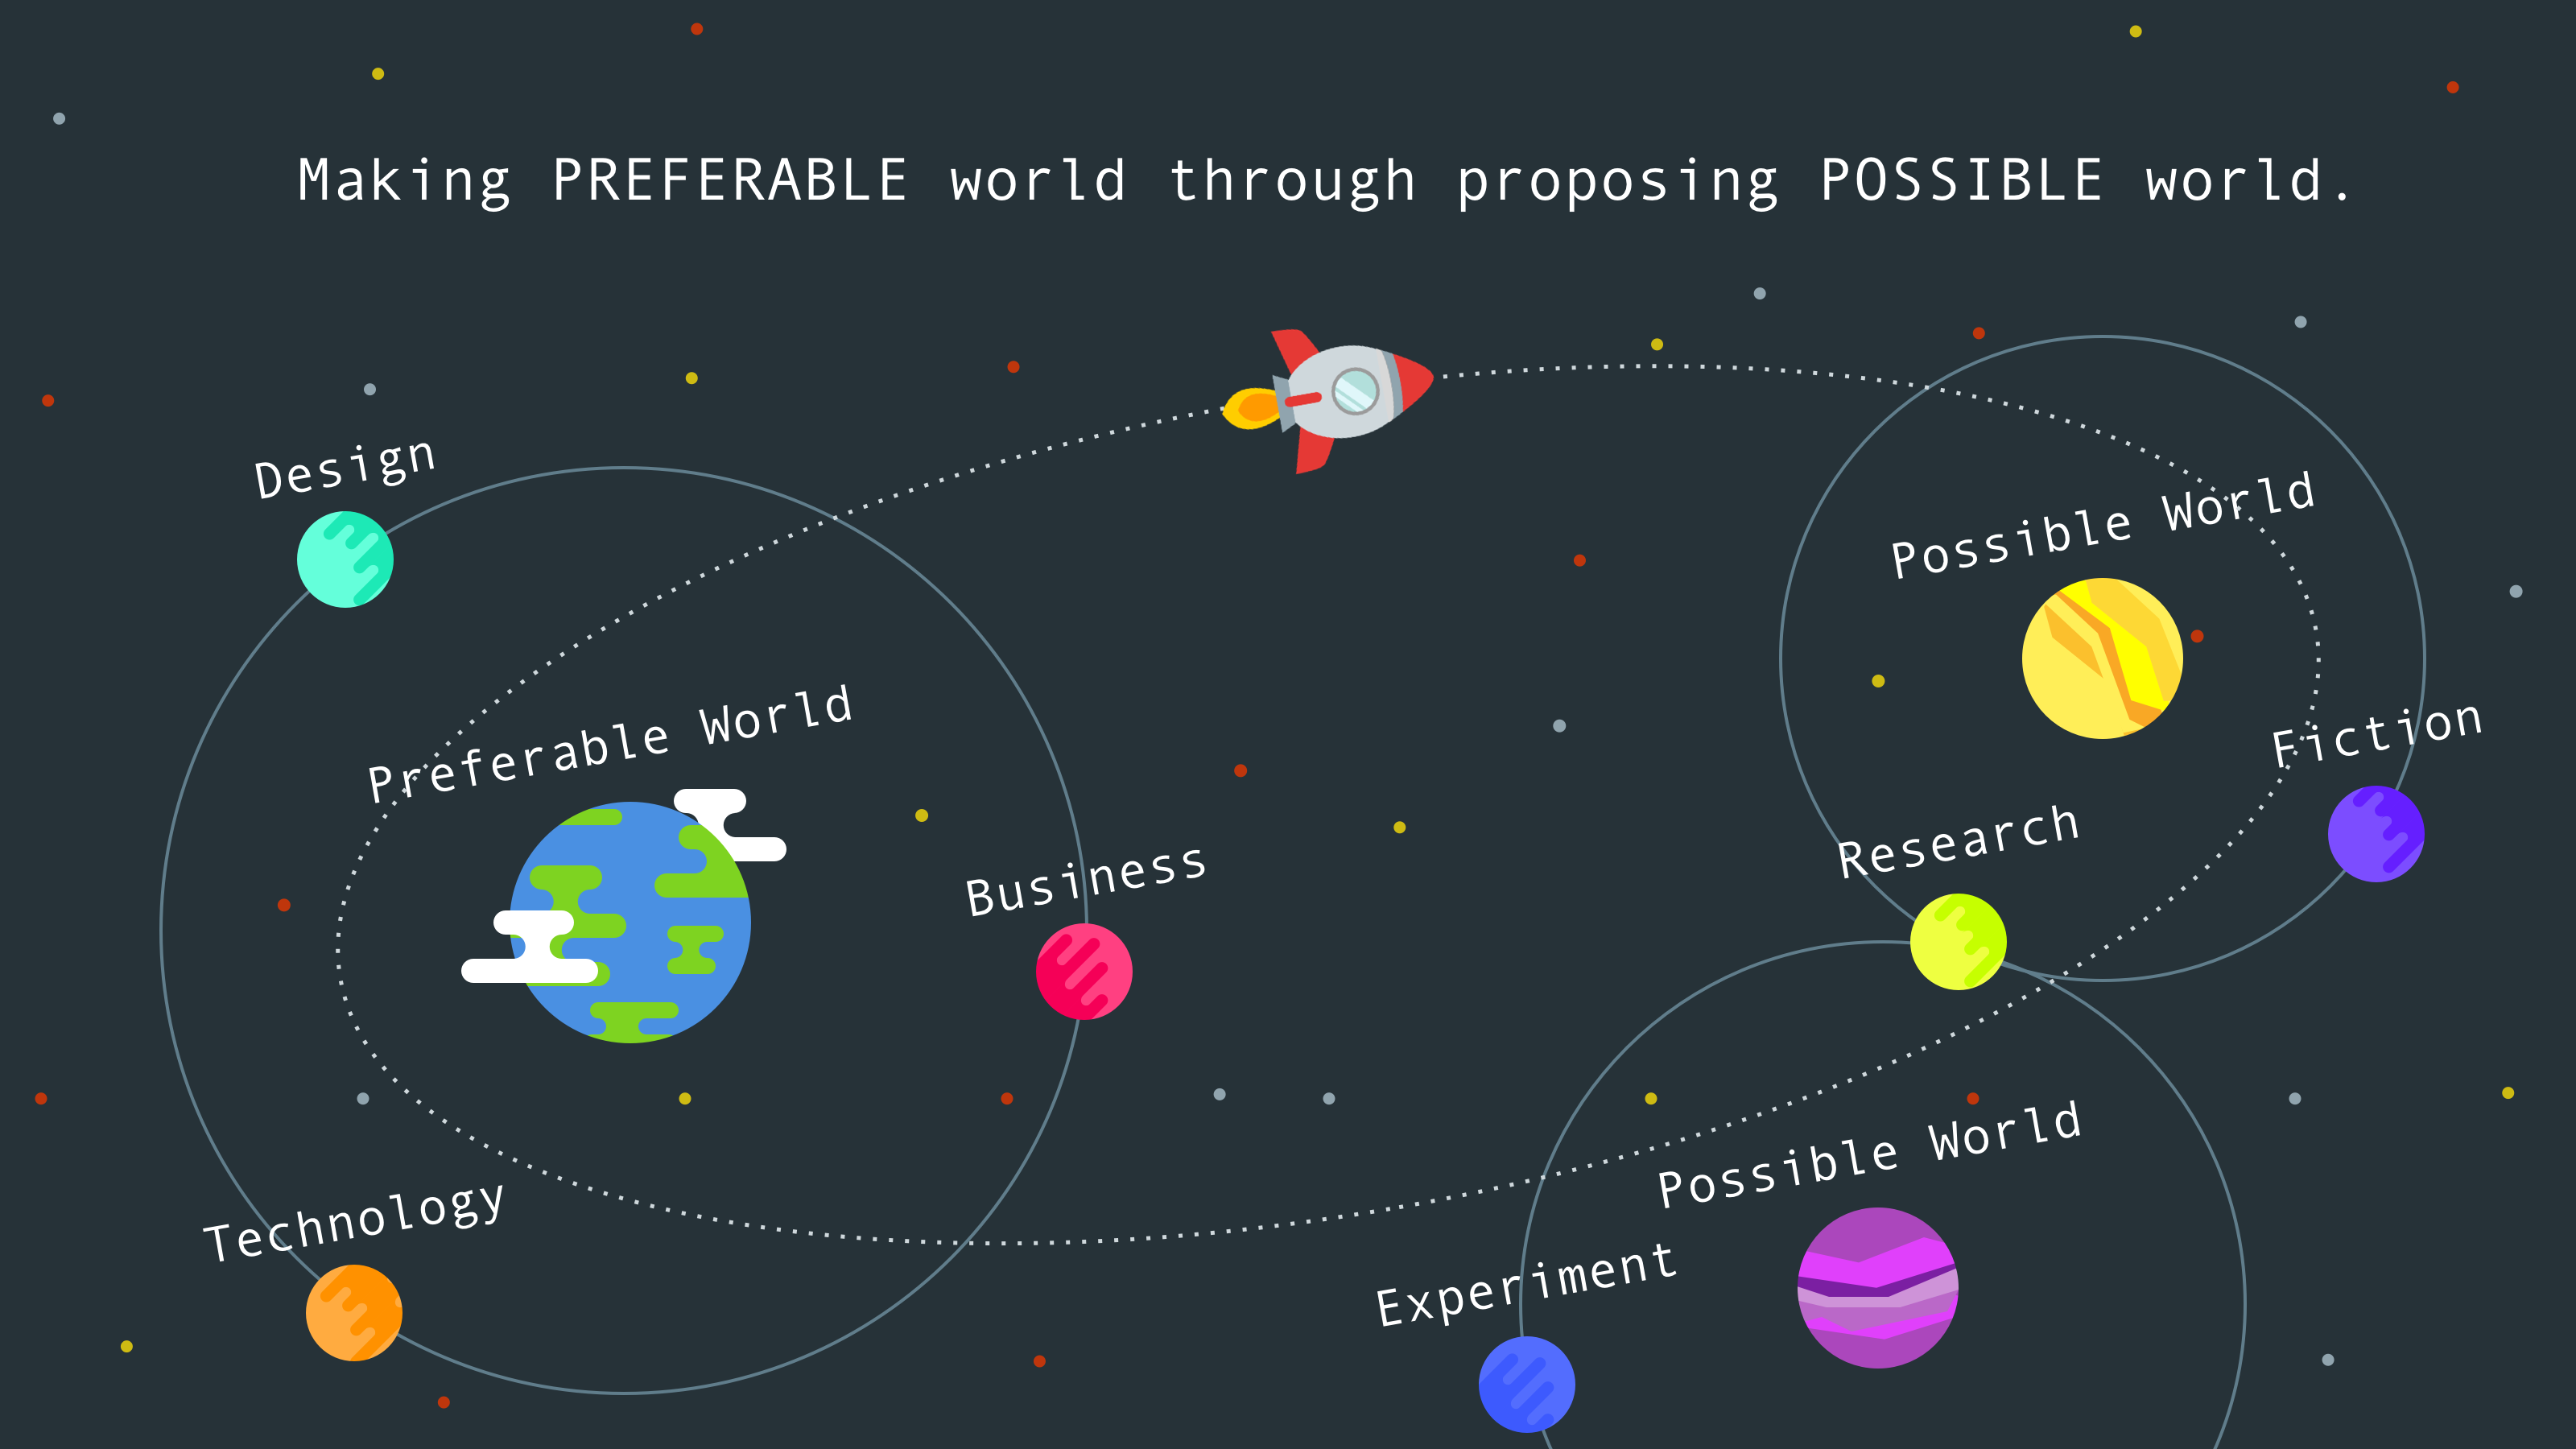 Making PREFERABLE world through proposing POSSIBLE world.
Design
Possible World
Preferable World
Fiction
Research
Business
Possible World
Technology
Experiment